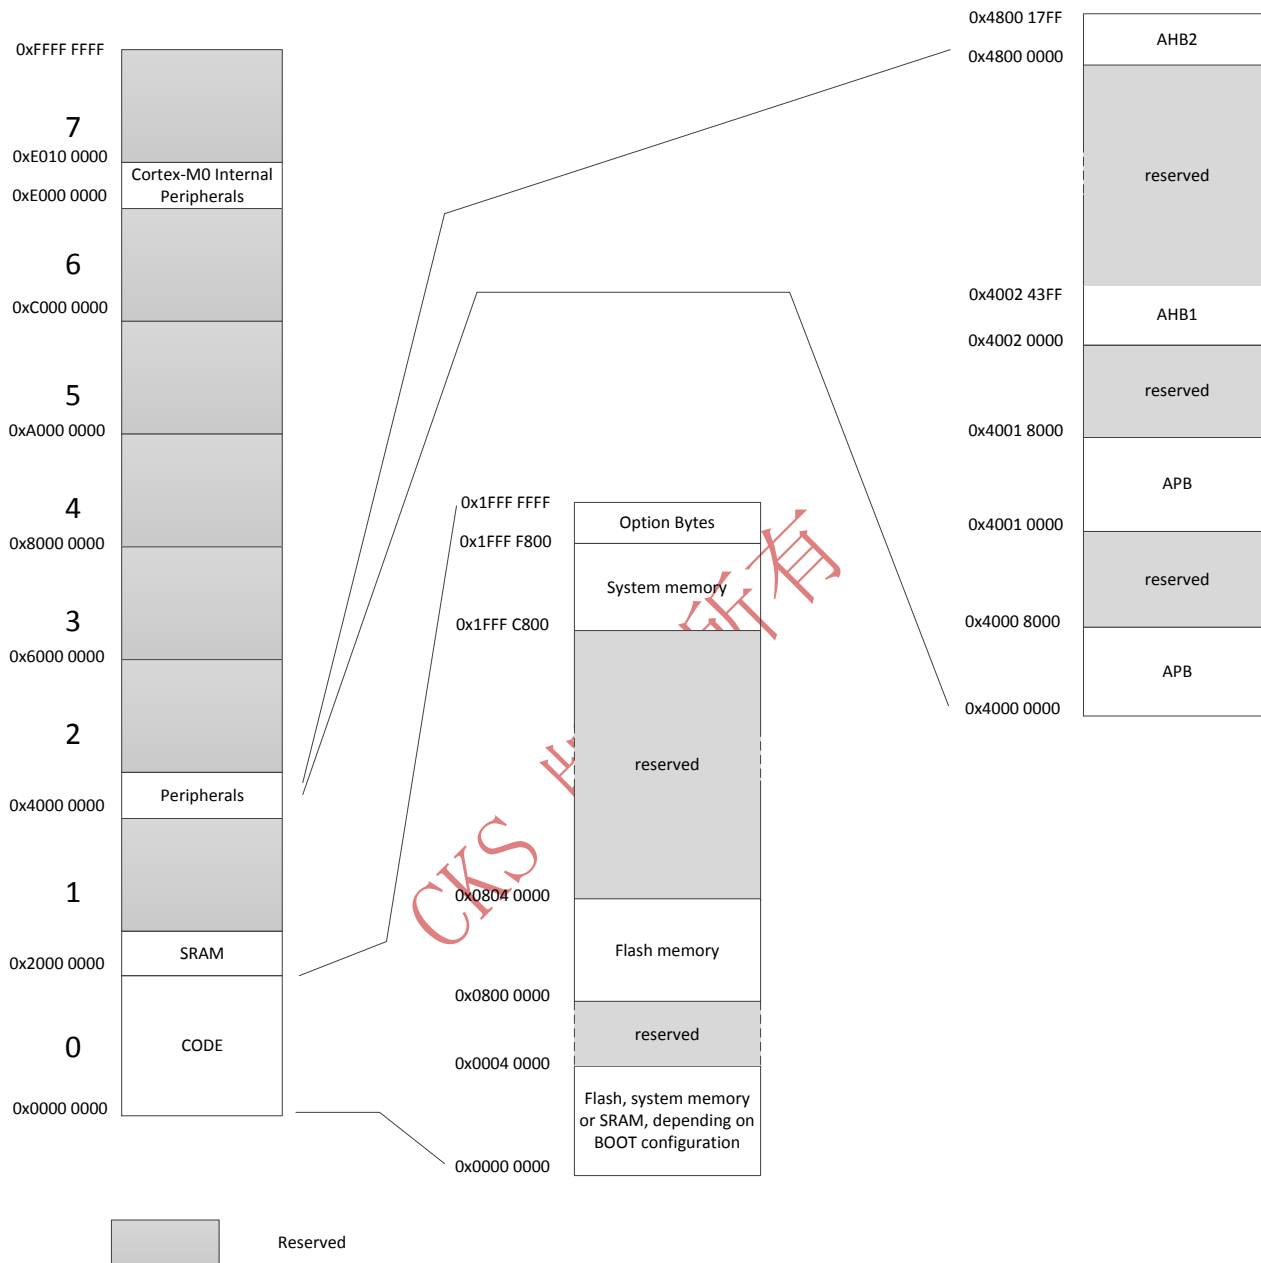 0xFFFF FFFF
7
0xE010 0000
Cortex-M0 Internal
Peripherals
0xE000 0000
6
0xC000 0000
5
0xA000 0000
4
0x8000 0000
3
0x6000 0000
2
Peripherals
0x4000 0000
1
SRAM
0x2000 0000
CODE
0
0x0000 0000
0x1FFF FFFF
Option Bytes
0x1FFF F800
System memory
0x1FFF C800
reserved
0x0804 0000
Flash memory
0x0800 0000
reserved
0x0004 0000
Flash, system memory
or SRAM, depending on
BOOT configuration
0x0000 0000
0x4800 17FF
AHB2
0x4800 0000
reserved
0x4002 43FF
AHB1
0x4002 0000
reserved
0x4001 8000
APB
0x4001 0000
reserved
0x4000 8000
APB
0x4000 0000
CKS
所有
Reserved